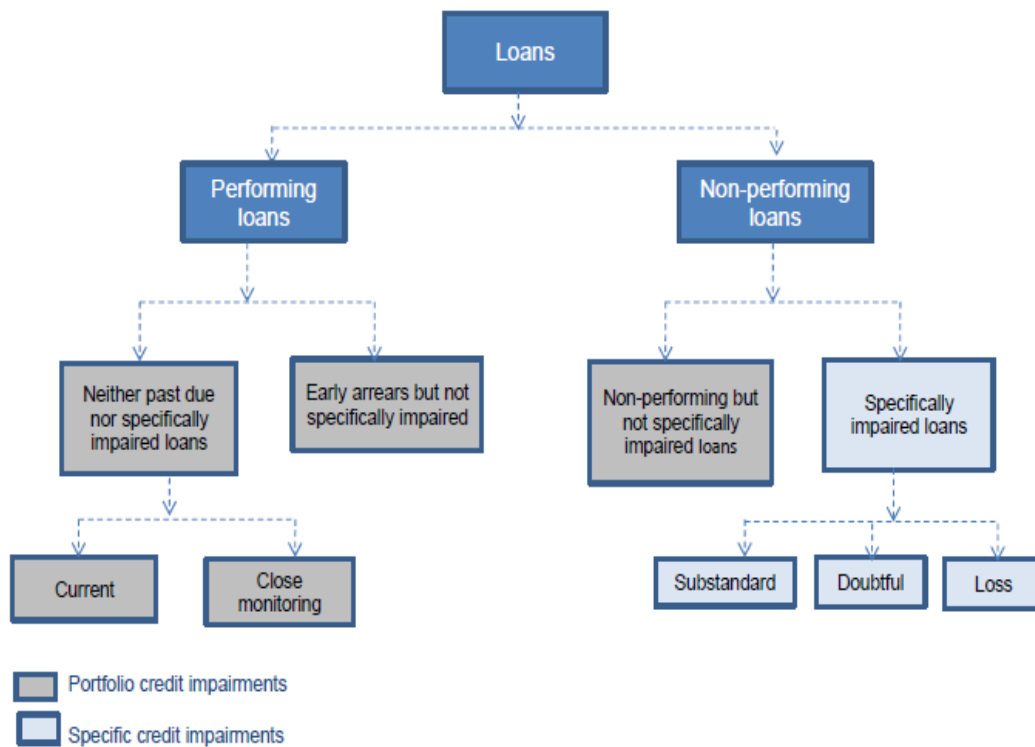 Loans
Performing
loans
Non-performing
loans
Neither past due
nor specifically
impaired loans
Early arrears but not
specifically impaired
Non-performing but
not specifically
impaired loans
Specifically
impaired loans
Current
Close
monitoring
Substandard
Doubtful
Loss
Portfolio credit impairments
Specific credit impairments